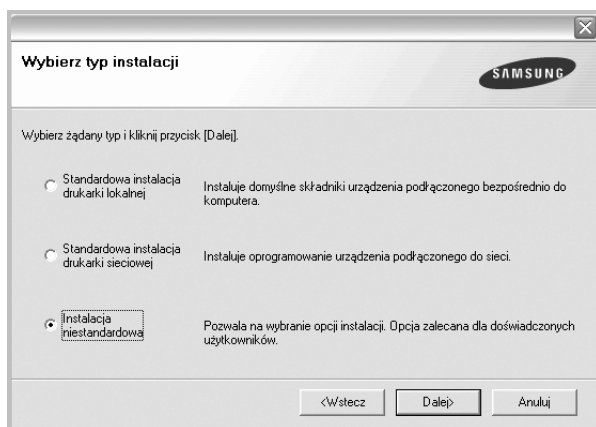 Wybierz typ instalacji
SAMSUNG
Wybierz żądany typ i kliknij przycisk [Dalej].
Standardowa instalacja
drukarki lokalnej
Instaluje domyślne składniki urządzenia podłączonego bezpośrednio do
komputera.
Standardowa instalacja
drukarki sieciowej
Instaluje oprogramowanie urządzenia podłączonego do sieci.
Instalacja
niestandardowa
Pozwala na wybranie opcji instalacji. Opcja zalecana dla doświadczonych
użytkowników.
<Wstecz
Dalej>
Anuluj